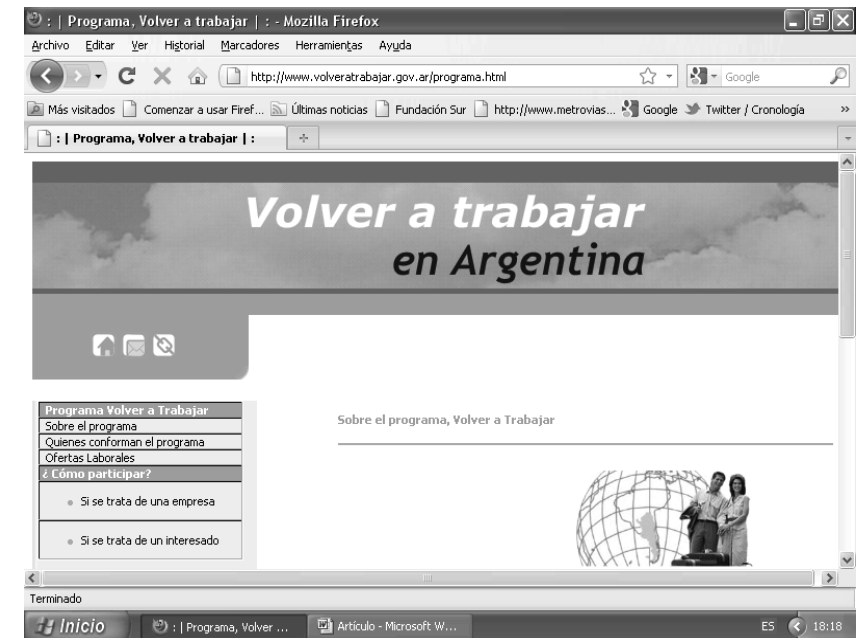 : | Programa, Volver a trabajar | : - Mozilla Firefox
Archivo Editar Ver Historial Marcadores Herramientas Ayuda
http://www.volveratrabajar.gov.ar/programa.html Google
Más visitados Comenzar a usar Firef... Últimas noticias Fundación Sur http://www.metrovias... Google Twitter / Cronología »
: | Programa, Volver a trabajar | :
Volver a trabajar
en Argentina
Programa Volver a Trabajar
Sobre el programa
Quienes conforman el programa
Ofertas Laborales
¿ Cómo participar?
Si se trata de una empresa
Si se trata de un interesado
Sobre el programa, Volver a Trabajar
Terminado
Inicio : | Programa, Volver ... Artículo - Microsoft W... ES 18:18